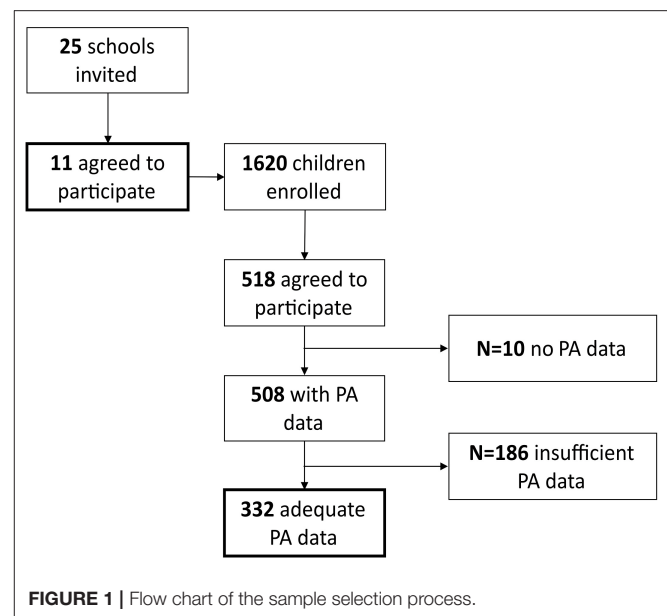 25 schools
invited
11 agreed to
participate
1620 children
enrolled
518 agreed to
participate
N=10 no PA data
508 with PA
data
N=186 insufficient
PA data
332 adequate
PA data
FIGURE 1 | Flow chart of the sample selection process.